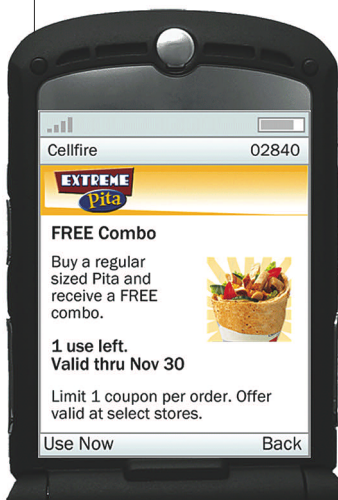 Cellfire 02840
EXTREME
Pita
FREE Combo
Buy a regular
sized Pita and
receive a FREE
combo.
1 use left.
Valid thru Nov 30
Limit 1 coupon per order. Offer
valid at select stores.
Use Now Back